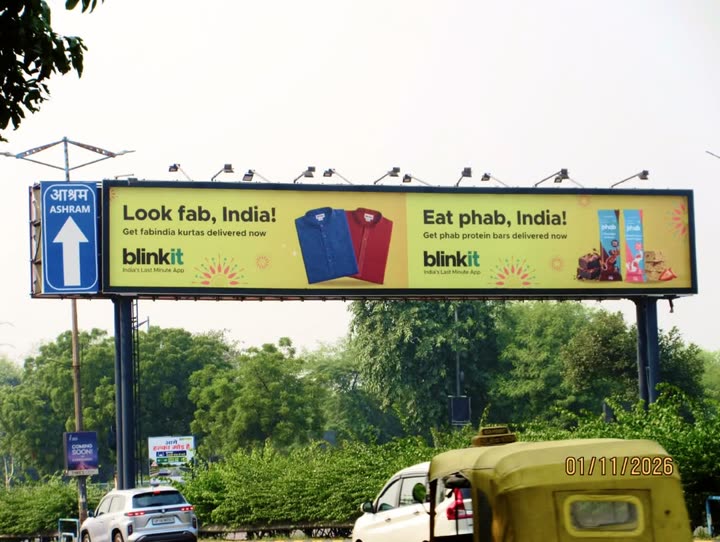 आश्रम
ASHRAM
Look fab, India!
Get fabindia kurtas delivered now
blinkit
India's Last Minute App
Eat phab, India!
Get phab protein bars delivered now
blinkit
India's Last Minute App
phab
phab
COMING
SOON!
01/11/2026